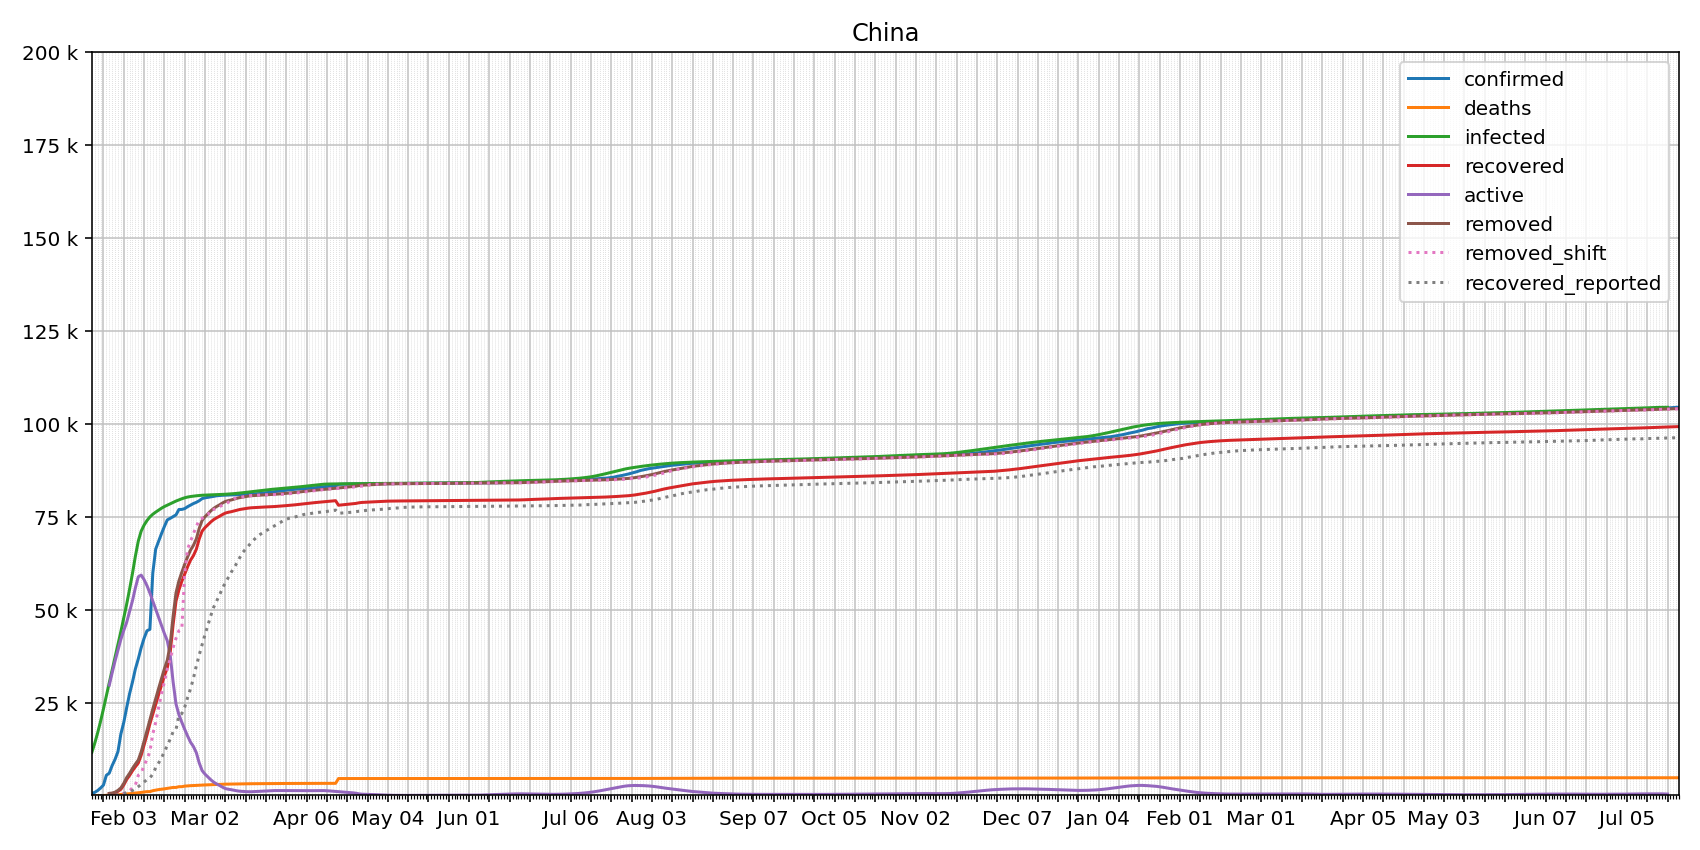 China
200 k
175 k
150 k
125 k
100 k
75 k
50 k
25 k
confirmed
deaths
infected
recovered
active
removed
removed_shift
recovered_reported
Feb 03 Mar 02 Apr 06 May 04 Jun 01 Jul 06 Aug 03 Sep 07 Oct 05 Nov 02 Dec 07 Jan 04 Feb 01 Mar 01 Apr 05 May 03 Jun 07 Jul 05